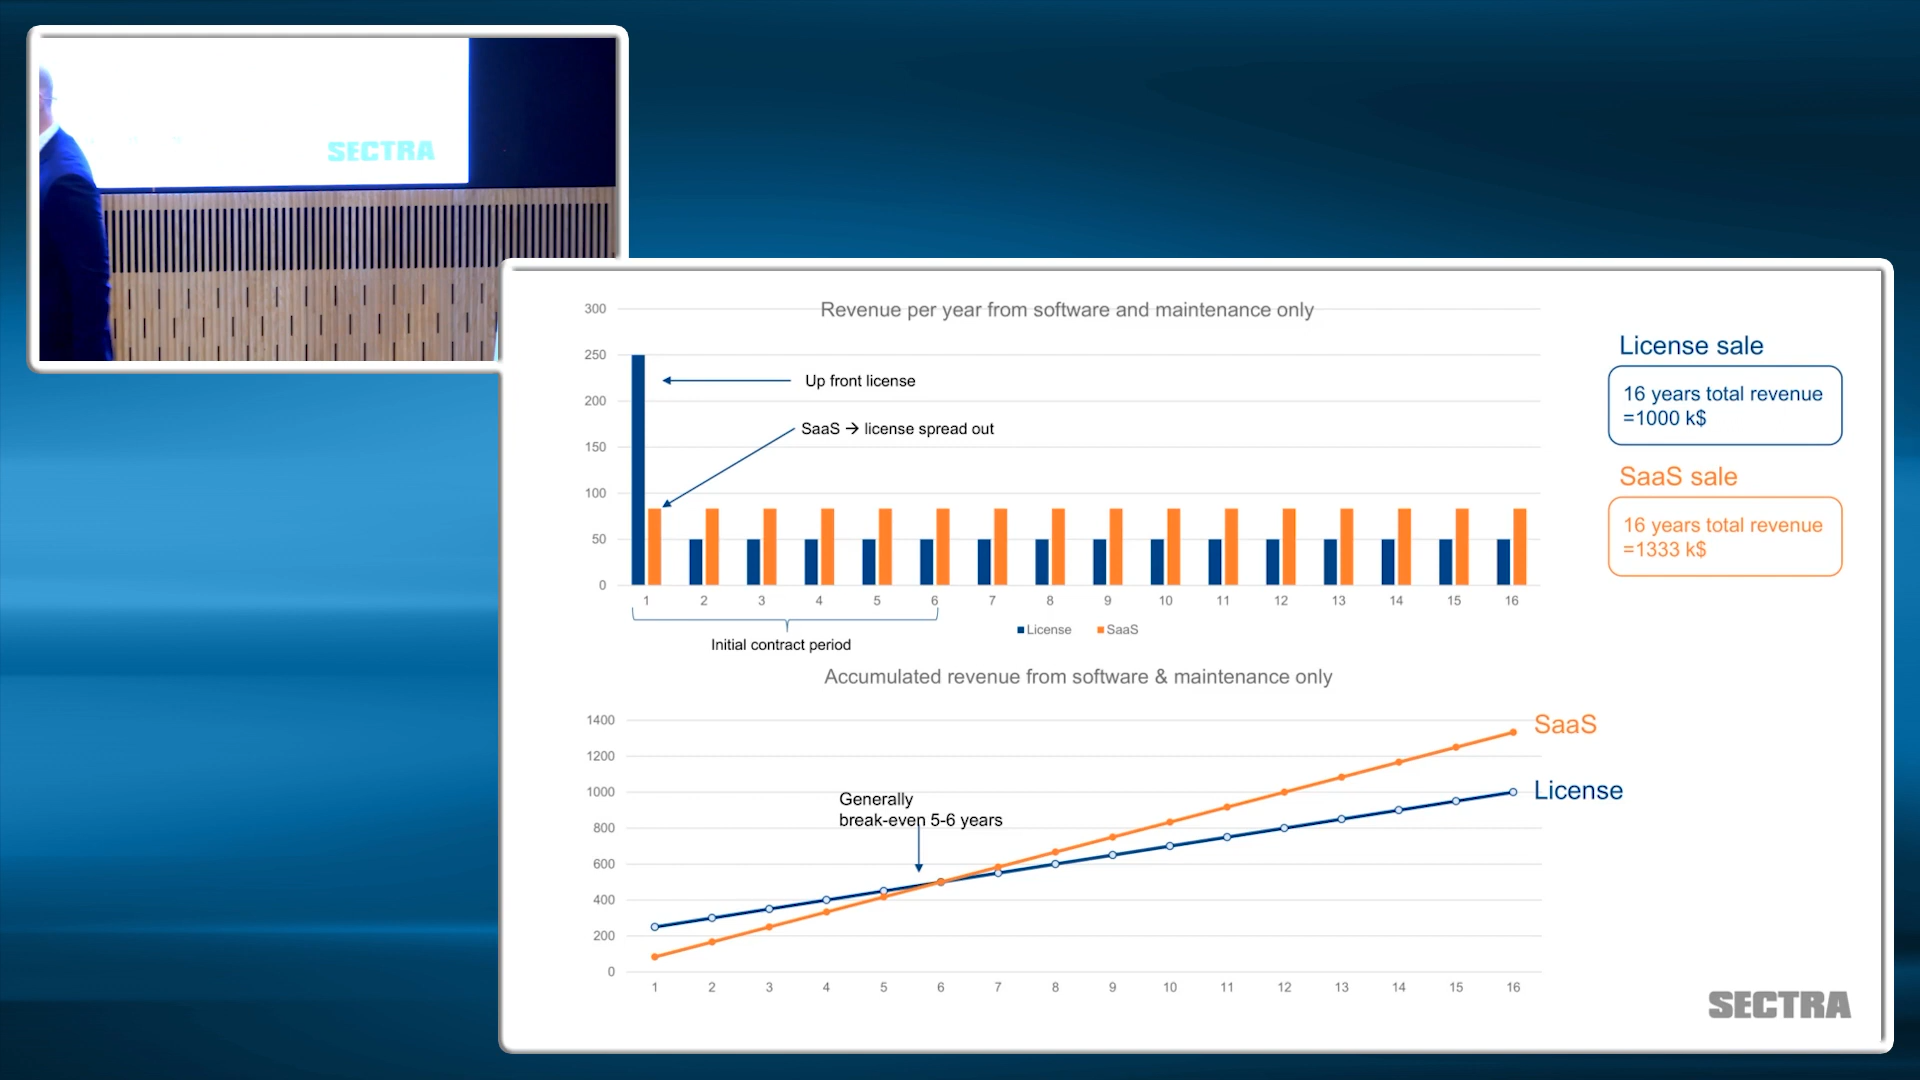 SECTRA
Revenue per year from software and maintenance only
300
250
200
150
100
50
0
Up front license
SaaS → license spread out
1 2 3 4 5 6 7 8 9 10 11 12 13 14 15 16
Initial contract period
License SaaS
License sale
16 years total revenue
=1000 k$
SaaS sale
16 years total revenue
=1333 k$
Accumulated revenue from software & maintenance only
1400
1200
1000
800
600
400
200
0
Generally
break-even 5-6 years
SaaS
License
1 2 3 4 5 6 7 8 9 10 11 12 13 14 15 16
SECTRA